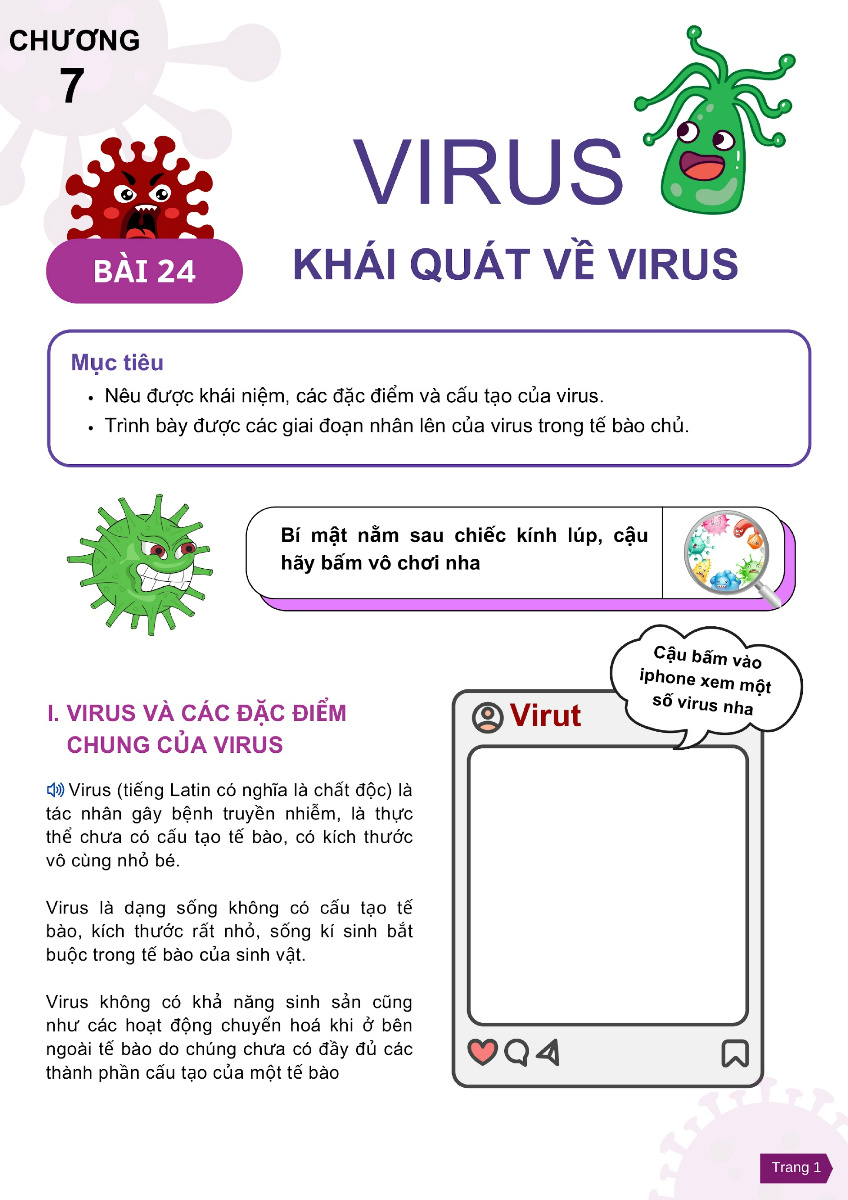 CHƯƠNG
7
VIRUS
BÀI 24
KHÁI QUÁT VỀ VIRUS
Mục tiêu
• Nêu được khái niệm, các đặc điểm và cấu tạo của virus.
• Trình bày được các giai đoạn nhân lên của virus trong tế bào chủ.
Bí mật nằm sau chiếc kính lúp, cậu
hãy bấm vô chơi nha
Cậu bấm vào
iphone xem một
số virus nha
I. VIRUS VÀ CÁC ĐẶC ĐIỂM
CHUNG CỦA VIRUS
Virus (tiếng Latin có nghĩa là chất độc) là
tác nhân gây bệnh truyền nhiễm, là thực
thể chưa có cấu tạo tế bào, có kích thước
vô cùng nhỏ bé.
Virus là dạng sống không có cấu tạo tế
bào, kích thước rất nhỏ, sống kí sinh bắt
buộc trong tế bào của sinh vật.
Virus không có khả năng sinh sản cũng
như các hoạt động chuyển hoá khi ở bên
ngoài tế bào do chúng chưa có đầy đủ các
thành phần cấu tạo của một tế bào
Virut
Trang 1